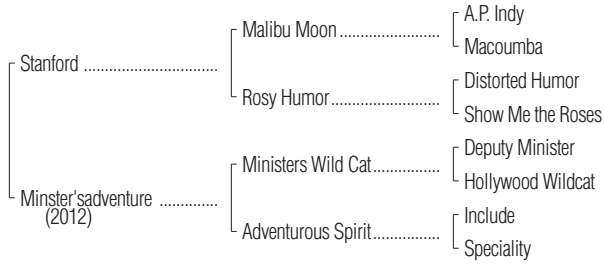 A.P. Indy
Malibu Moon
Macoumba
Stanford
Distorted Humor
Rosy Humor
Show Me the Roses
Deputy Minister
Ministers Wild Cat
Hollywood Wildcat
Minster'sadventure
(2012)
Include
Adventurous Spirit
Speciality